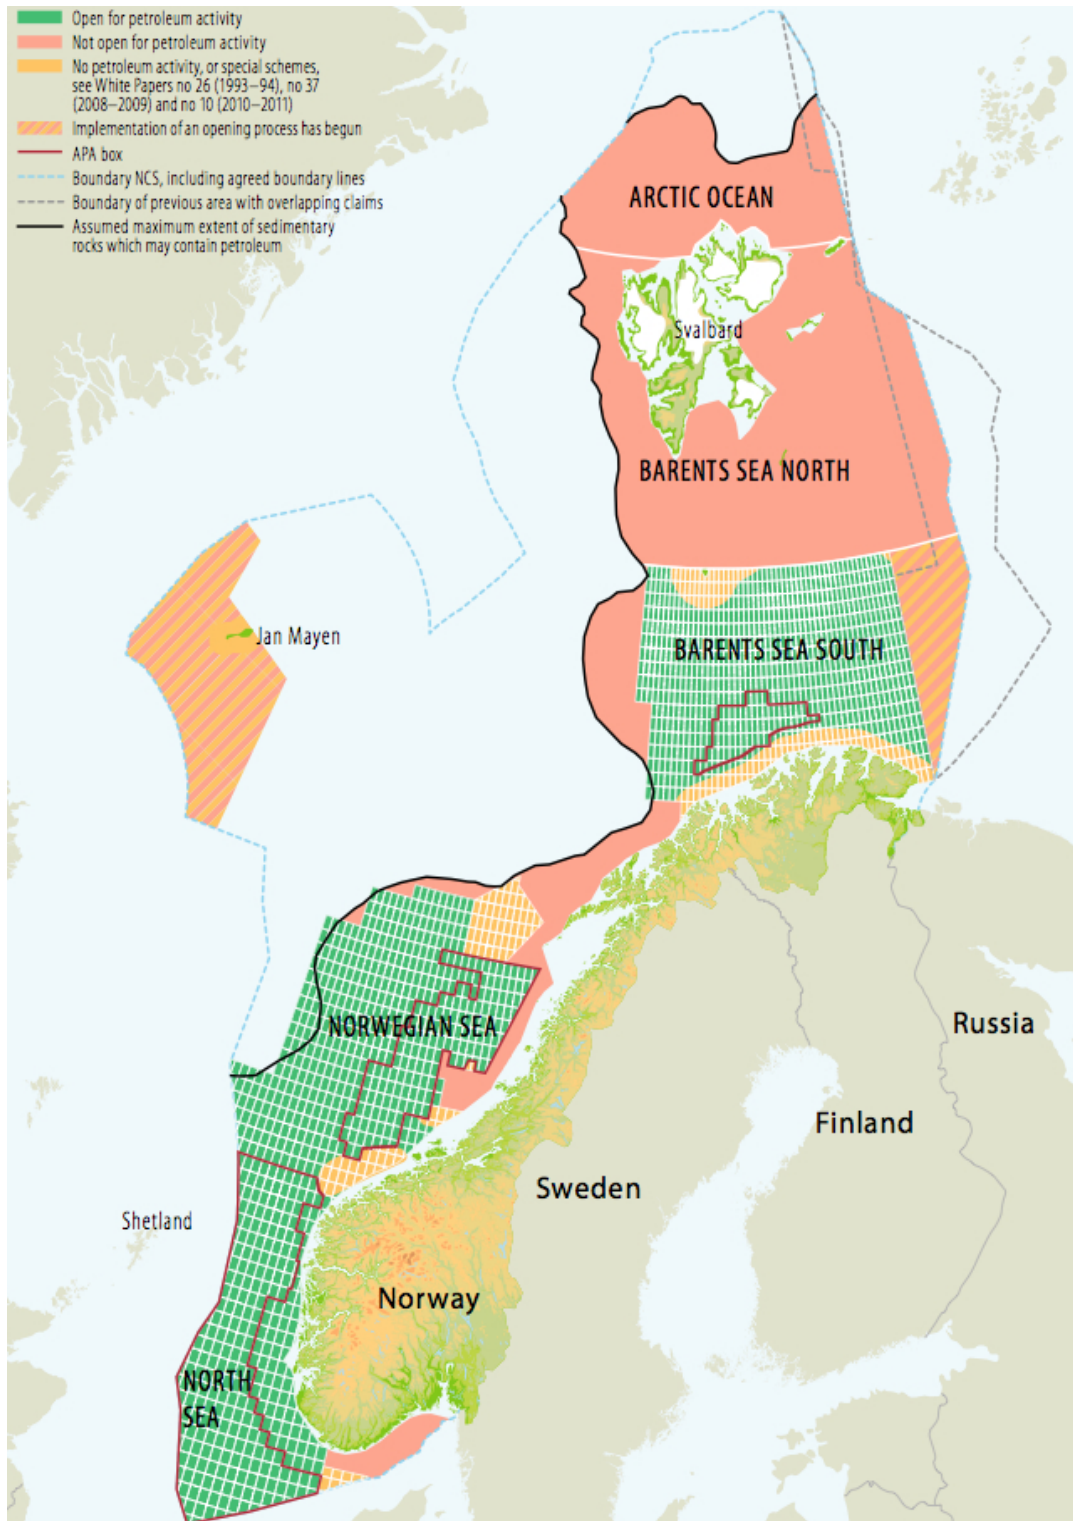 Open for petroleum activity
Not open for petroleum activity
No petroleum activity, or special schemes,
see White Papers no 26 (1993–94), no 37
(2008–2009) and no 10 (2010–2011)
Implementation of an opening process has begun
APA box
Boundary NCS, including agreed boundary lines
Boundary of previous area with overlapping claims
Assumed maximum extent of sedimentary
rocks which may contain petroleum
ARCTIC OCEAN
Svalbard
BARENTS SEA NORTH
Jan Mayen
BARENTS SEA SOUTH
NORWEGIAN SEA
Russia
Finland
Sweden
Shetland
Norway
NORTH
SEA